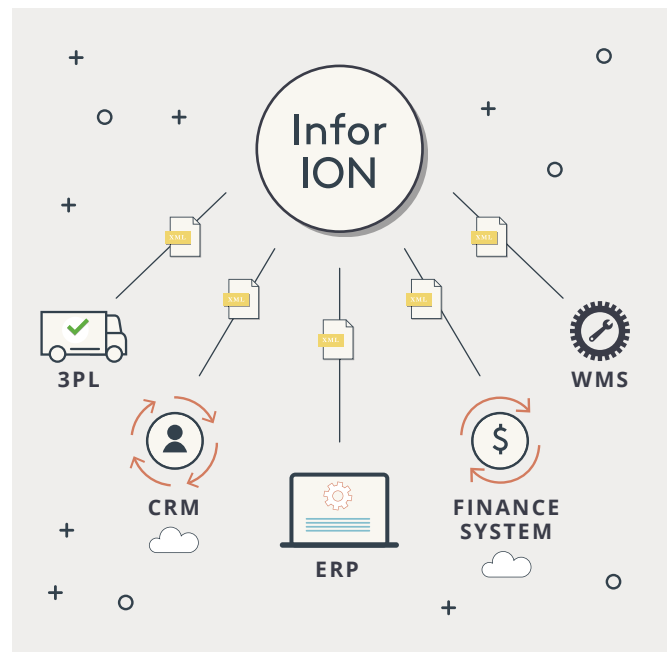 Infor
ION
XML
XML
XML
XML
XML
3PL
WMS
CRM
$
FINANCE
SYSTEM
ERP